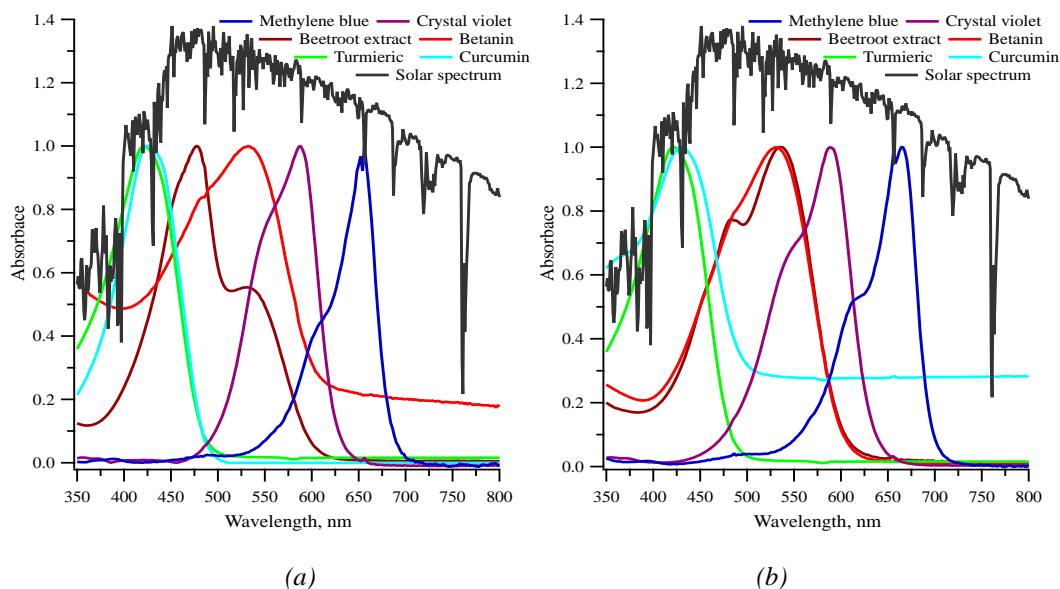 1.4
1.2
1.0
0.8
0.6
0.4
0.2
0.0
Absorbace
Methylene blue Crystal violet
Beetroot extract Betanin
Turmieric Curcumin
Solar spectrum
350 400 450 500 550 600 650 700 750 800
Wavelength, nm
(a)
1.4
1.2
1.0
0.8
0.6
0.4
0.2
0.0
Absorbace
Methylene blue Crystal violet
Beetroot extract Betanin
Turmieric Curcumin
Solar spectrum
350 400 450 500 550 600 650 700 750 800
Wavelength, nm
(b)